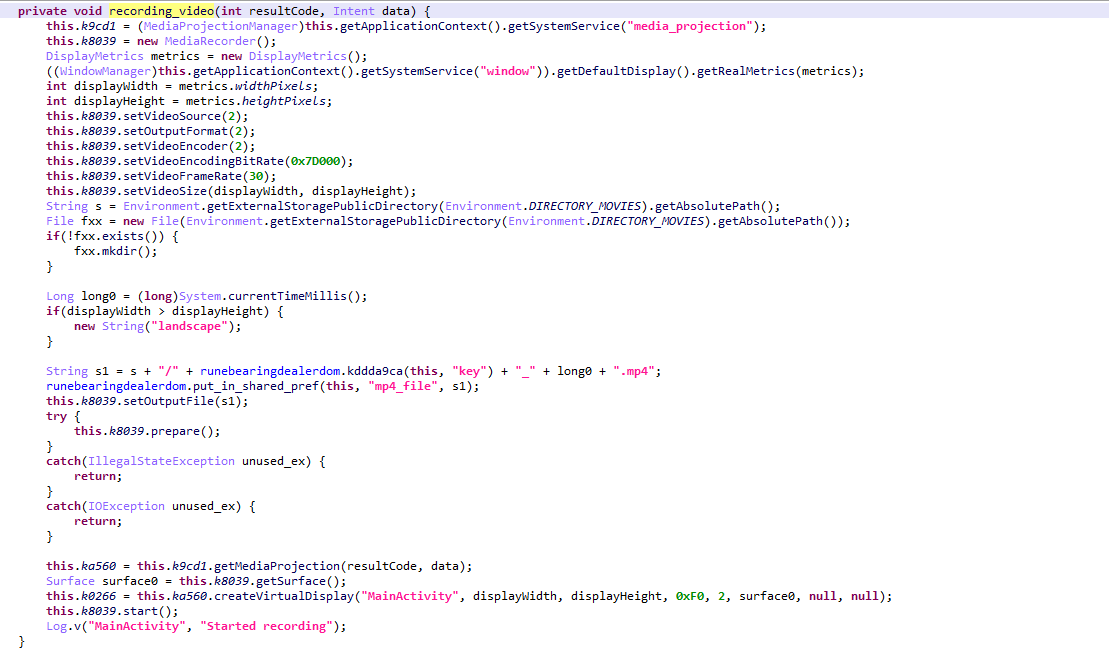 private void recording_video(int resultCode, Intent data) {
    this.k9cd1 = (MediaProjectionManager)this.getApplicationContext().getSystemService("media_projection");
    this.k8039 = new MediaRecorder();
    DisplayMetrics metrics = new DisplayMetrics();
    ((WindowManager)this.getApplicationContext().getSystemService("window")).getDefaultDisplay().getRealMetrics(metrics);
    int displayWidth = metrics.widthPixels;
    int displayHeight = metrics.heightPixels;
    this.k8039.setVideoSource(2);
    this.k8039.setOutputFormat(2);
    this.k8039.setVideoEncoder(2);
    this.k8039.setVideoEncodingBitRate(0x7D000);
    this.k8039.setVideoFrameRate(30);
    this.k8039.setVideoSize(displayWidth, displayHeight);
    String s = Environment.getExternalStoragePublicDirectory(Environment.DIRECTORY_MOVIES).getAbsolutePath();
    File fxx = new File(Environment.getExternalStoragePublicDirectory(Environment.DIRECTORY_MOVIES).getAbsolutePath());
    if(!fxx.exists()) {
        fxx.mkdir();
    }

    Long long0 = (long)System.currentTimeMillis();
    if(displayWidth > displayHeight) {
        new String("landscape");
    }

    String s1 = s + "/" + runebearingdealerdom.kddda9ca(this, "key") + "_" + long0 + ".mp4";
    runebearingdealerdom.put_in_shared_pref(this, "mp4_file", s1);
    this.k8039.setOutputFile(s1);
    try {
        this.k8039.prepare();
    }
    catch(IllegalStateException unused_ex) {
        return;
    }
    catch(IOException unused_ex) {
        return;
    }

    this.ka560 = this.k9cd1.getMediaProjection(resultCode, data);
    Surface surface0 = this.k8039.getSurface();
    this.k0266 = this.ka560.createVirtualDisplay("MainActivity", displayWidth, displayHeight, 0xF0, 2, surface0, null, null);
    this.k8039.start();
    Log.v("MainActivity", "Started recording");
}